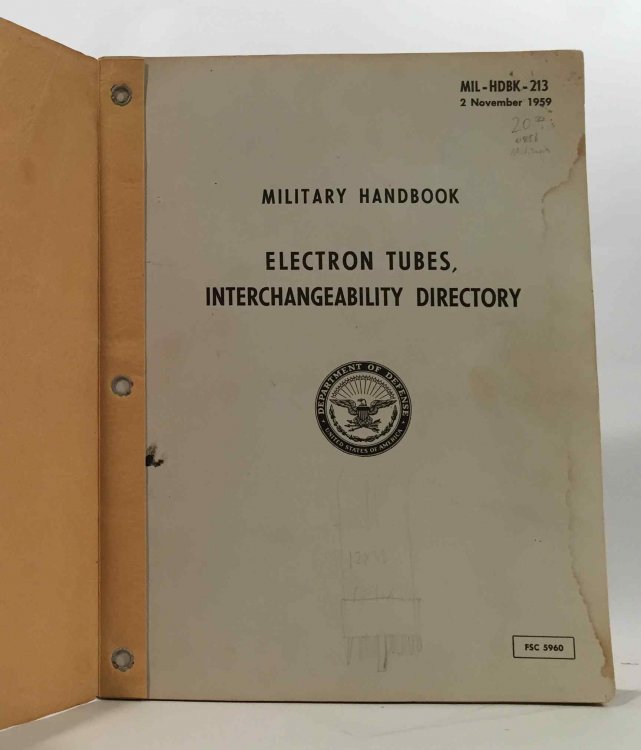 MIL-HDBK-213
2 November 1959
MILITARY HANDBOOK
ELECTRON TUBES,
INTERCHANGEABILITY DIRECTORY
DEPARTMENT OF DEFENSE
UNITED STATES OF AMERICA
FSC 5960